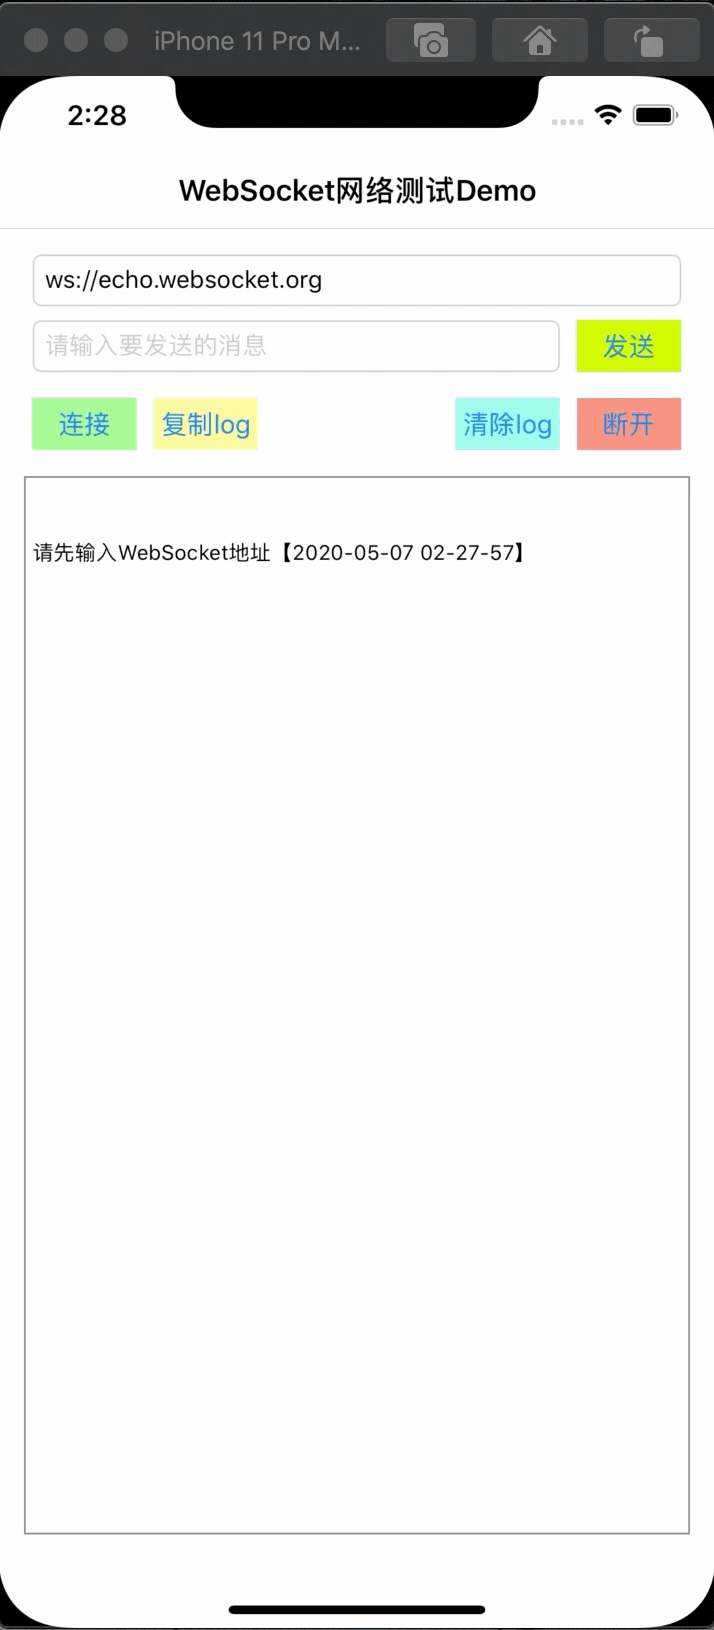 iPhone 11 Pro M...
2:28
WebSocket网络测试Demo
ws://echo.websocket.org
请输入要发送的消息 发送
连接 复制log 清除log 断开
请先输入WebSocket地址【2020-05-07 02-27-57】